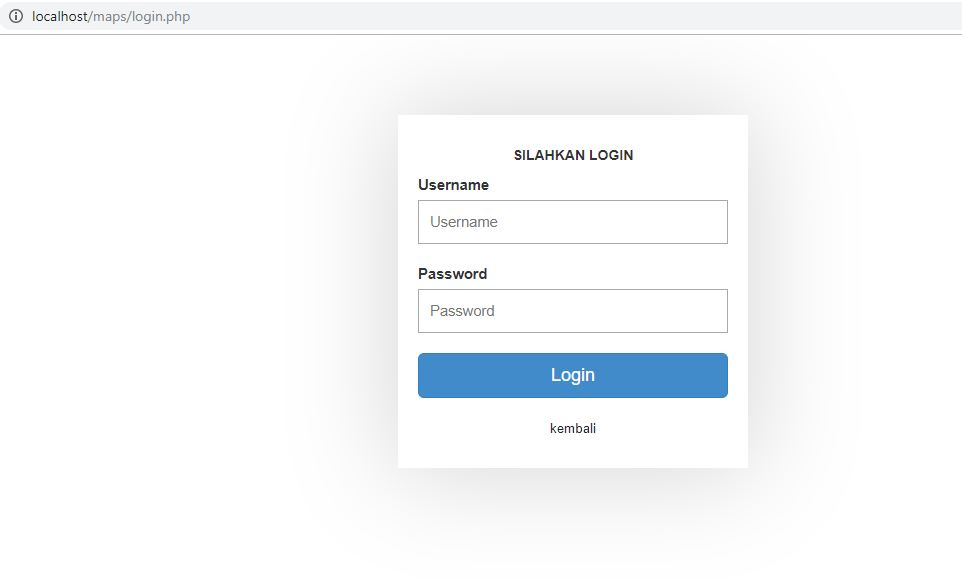 localhost/maps/login.php
SILAHKAN LOGIN
Username
Username
Password
Password
Login
kembali